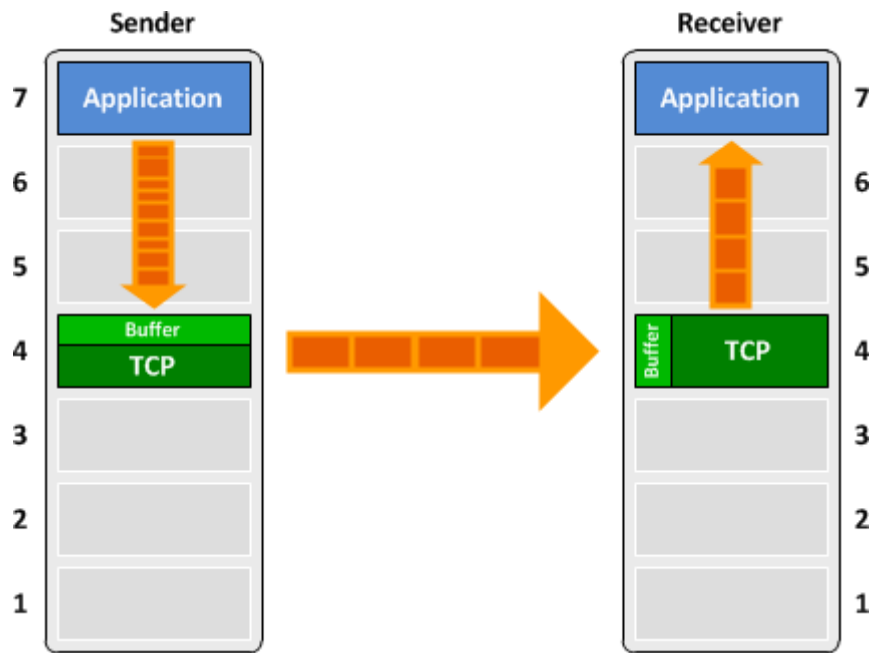 Sender
Receiver
7 Application Application 7
6 6
5 5
Buffer
4 TCP Buffer TCP 4
3 3
2 2
1 1